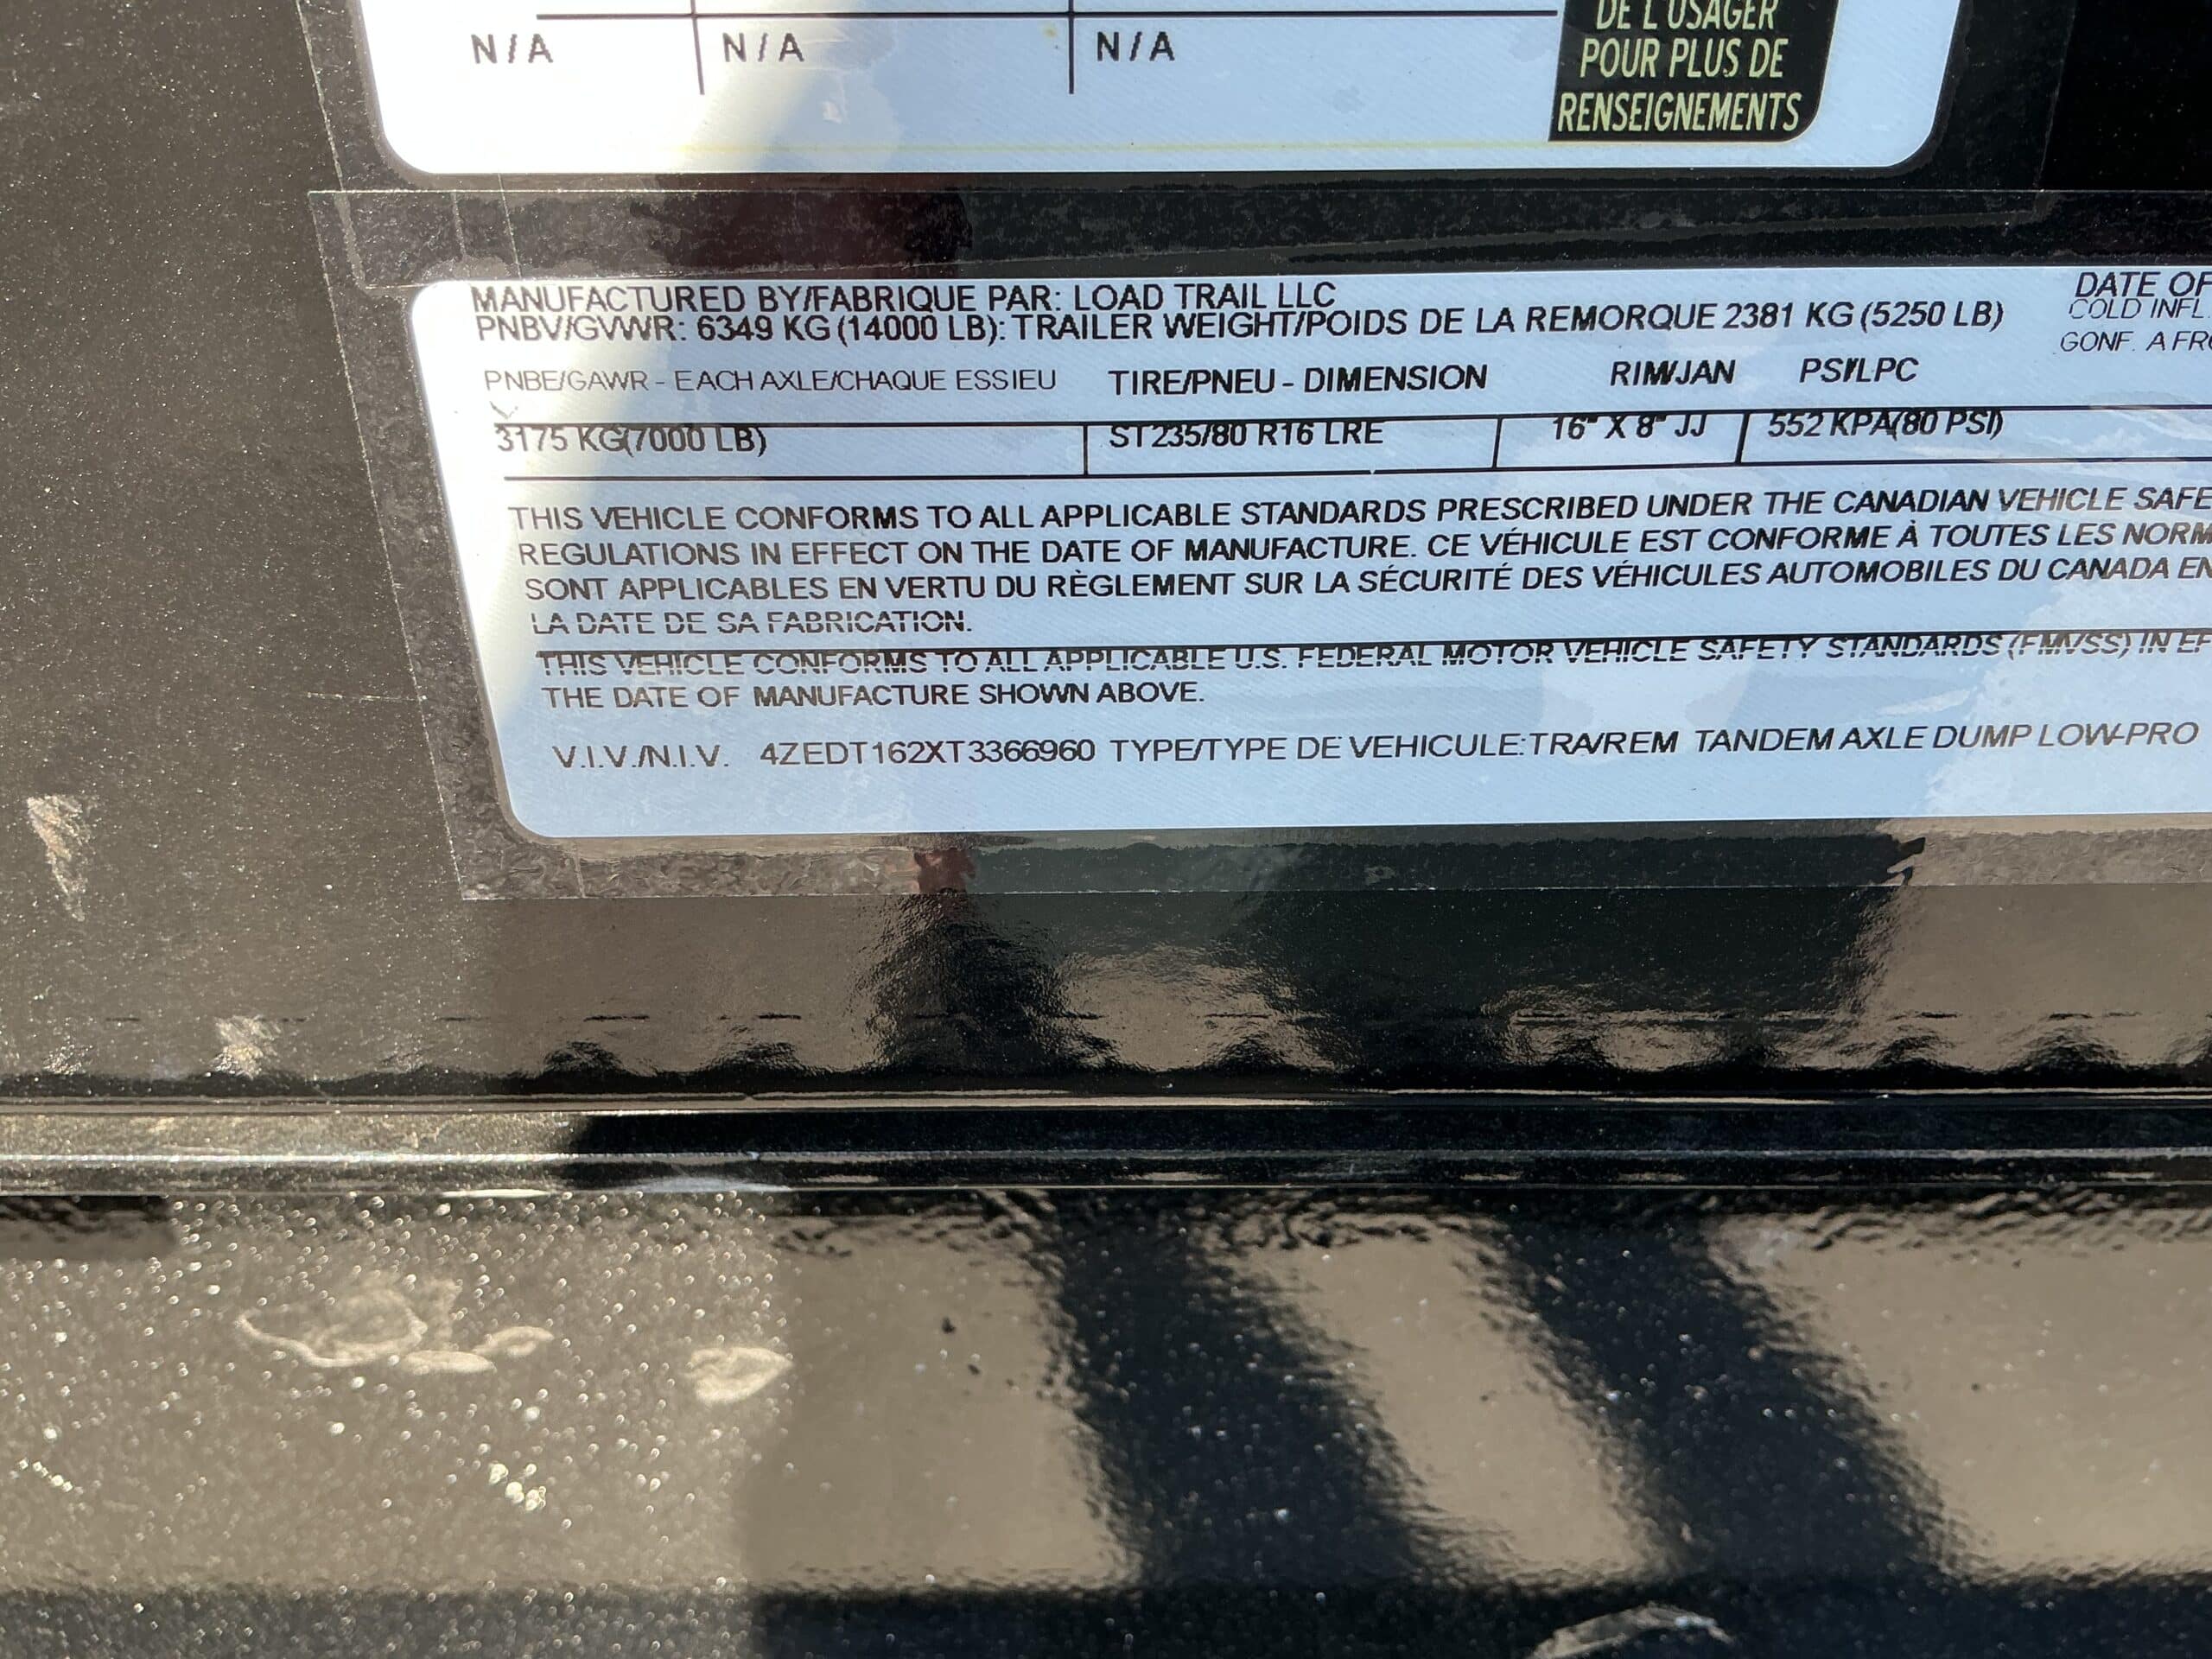 DE L'USAGER
N/A N/A N/A POUR PLUS DE
RENSEIGNEMENTS
MANUFACTURED BY/FABRIQUE PAR: LOAD TRAIL LLC DATE OF
PNBV/GVWR: 6349 KG (14000 LB): TRAILER WEIGHT/POIDS DE LA REMORQUE 2381 KG (5250 LB) COLD INFL.
GONF. A FRO
PNBE/GAWR - EACH AXLE/CHAQUE ESSIEU TIRE/PNEU - DIMENSION RIM/JAN PSI/LPC
3175 KG(7000 LB) ST235/80 R16 LRE 16" X 8" JJ 552 KPA(80 PSI)
THIS VEHICLE CONFORMS TO ALL APPLICABLE STANDARDS PRESCRIBED UNDER THE CANADIAN VEHICLE SAFE
REGULATIONS IN EFFECT ON THE DATE OF MANUFACTURE. CE VÉHICULE EST CONFORME À TOUTES LES NORM
SONT APPLICABLES EN VERTU DU RÈGLEMENT SUR LA SÉCURITÉ DES VÉHICULES AUTOMOBILES DU CANADA EN
LA DATE DE SA FABRICATION.
THIS VEHICLE CONFORMS TO ALL APPLICABLE U.S. FEDERAL MOTOR VEHICLE SAFETY STANDARDS (FMVSS) IN EF
THE DATE OF MANUFACTURE SHOWN ABOVE.
V.I.V./N.I.V. 4ZEDT162XT3366960 TYPE/TYPE DE VEHICULE:TRA/REM TANDEM AXLE DUMP LOW-PRO